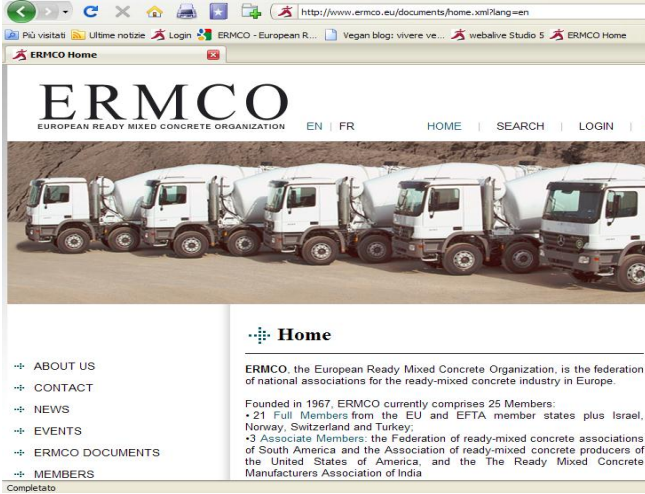 http://www.ermco.eu/documents/home.xml?lang=en
Più visitati Ultime notizie Login ERMCO - European R... Vegan blog: vivere ve... webalive Studio 5 ERMCO Home
ERMCO Home
ERMCO
EUROPEAN READY MIXED CONCRETE ORGANIZATION
EN | FR HOME | SEARCH | LOGIN |
Home
ABOUT US
CONTACT
NEWS
EVENTS
ERMCO DOCUMENTS
MEMBERS
ERMCO, the European Ready Mixed Concrete Organization, is the federation
of national associations for the ready-mixed concrete industry in Europe.
Founded in 1967, ERMCO currently comprises 25 Members:
• 21 Full Members from the EU and EFTA member states plus Israel,
Norway, Switzerland and Turkey;
•3 Associate Members: the Federation of ready-mixed concrete associations
of South America and the Association of ready-mixed concrete producers of
the United States of America, and the The Ready Mixed Concrete
Manufacturers Association of India
Completato